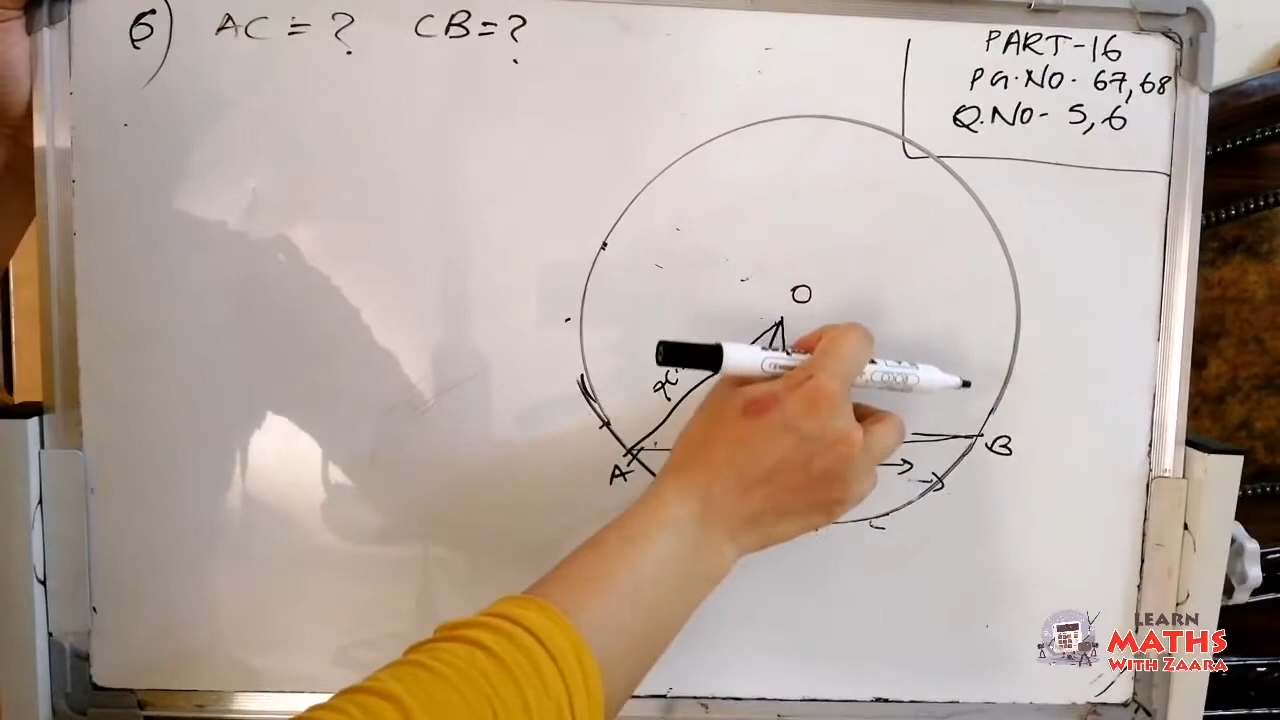 6) AC = ? CB = ?
PART-16
PG.NO- 67,68
Q.NO- 5,6
O
x
A
B
C
LEARN
MATHS
WITH ZAARA